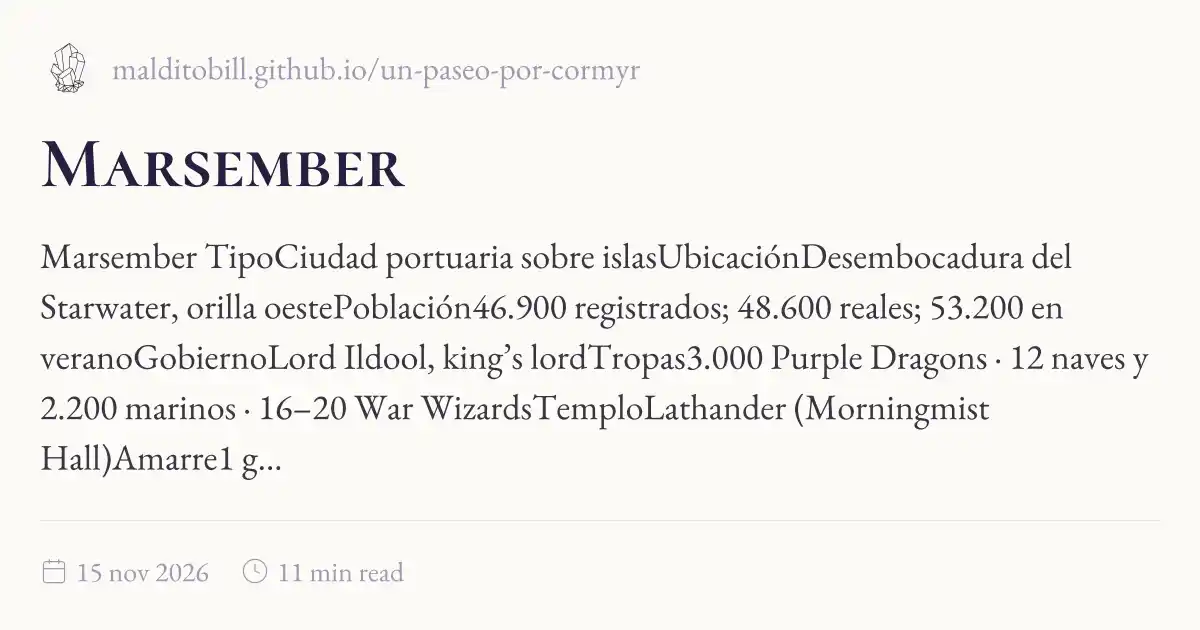 malditobill.github.io/un-paseo-por-cormyr
Marsember
Marsember TipoCiudad portuaria sobre islasUbicaciónDesembocadura del
Starwater, orilla oestePoblación46.900 registrados; 48.600 reales; 53.200 en
veranoGobiernoLord Ildool, king’s lordTropas3.000 Purple Dragons · 12 naves y
2.200 marinos · 16–20 War WizardsTemploLathander (Morningmist
Hall)Amarre1 g...
15 nov 2026 11 min read